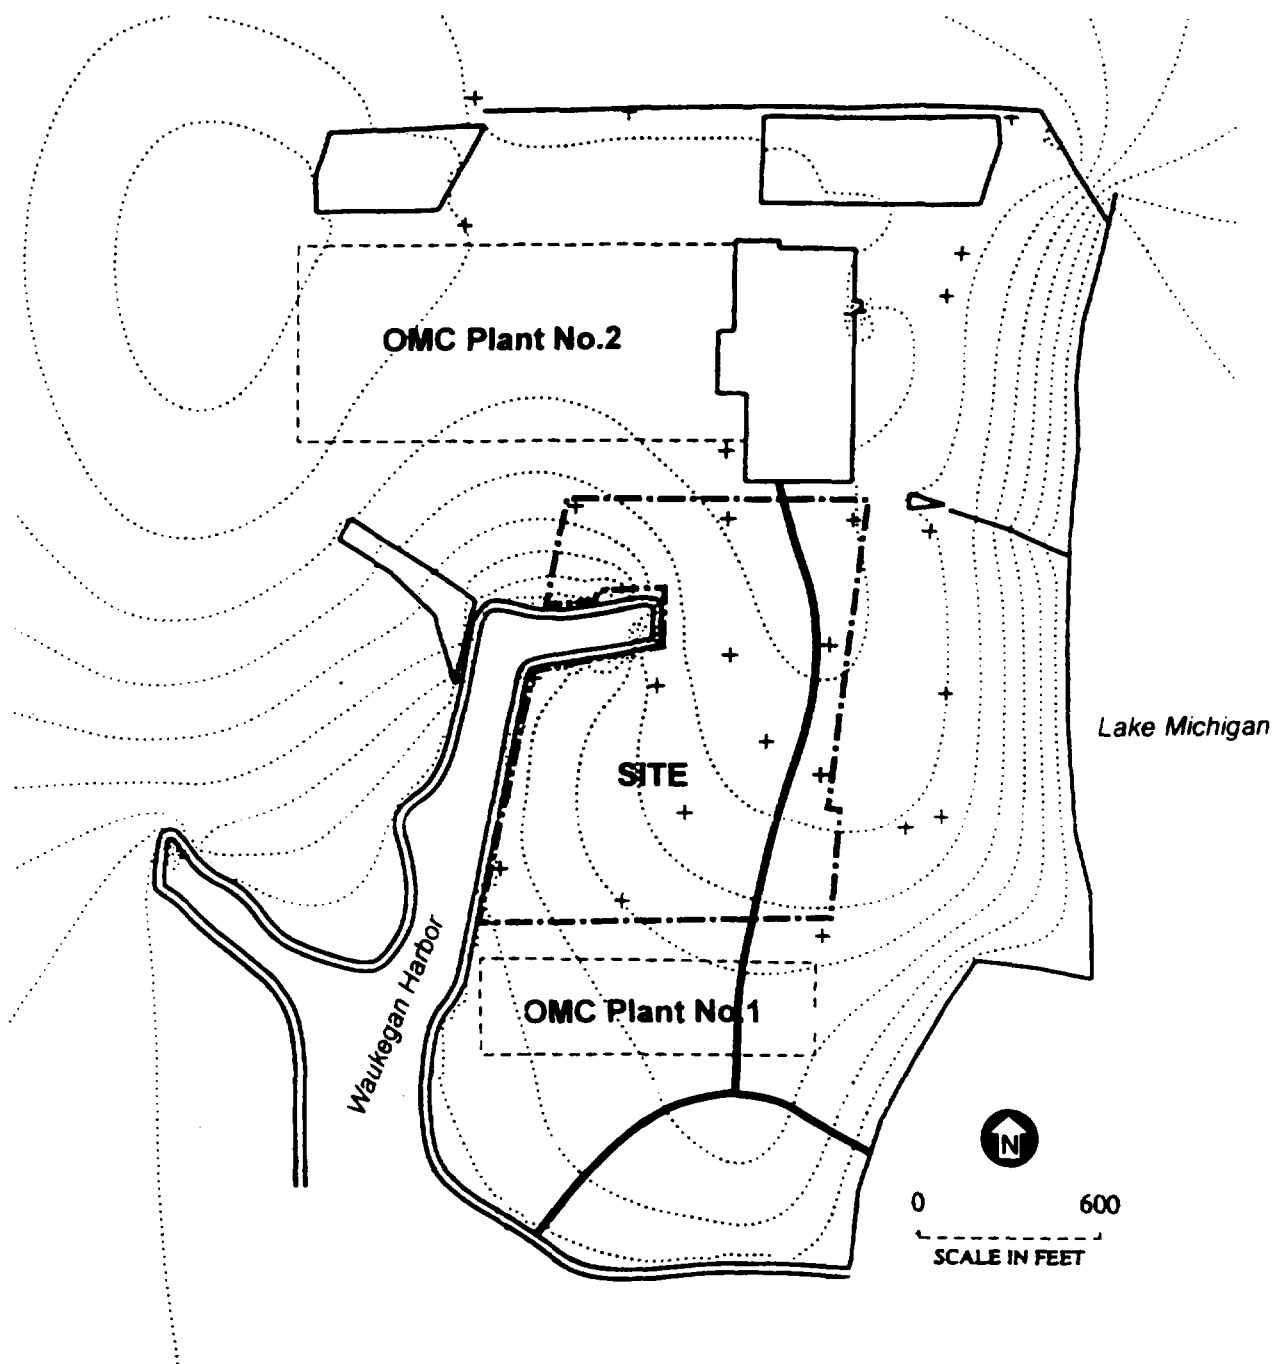 OMC Plant No.2
Lake Michigan
SITE
Waukegan Harbor
OMC Plant No.1
N
0 600
SCALE IN FEET